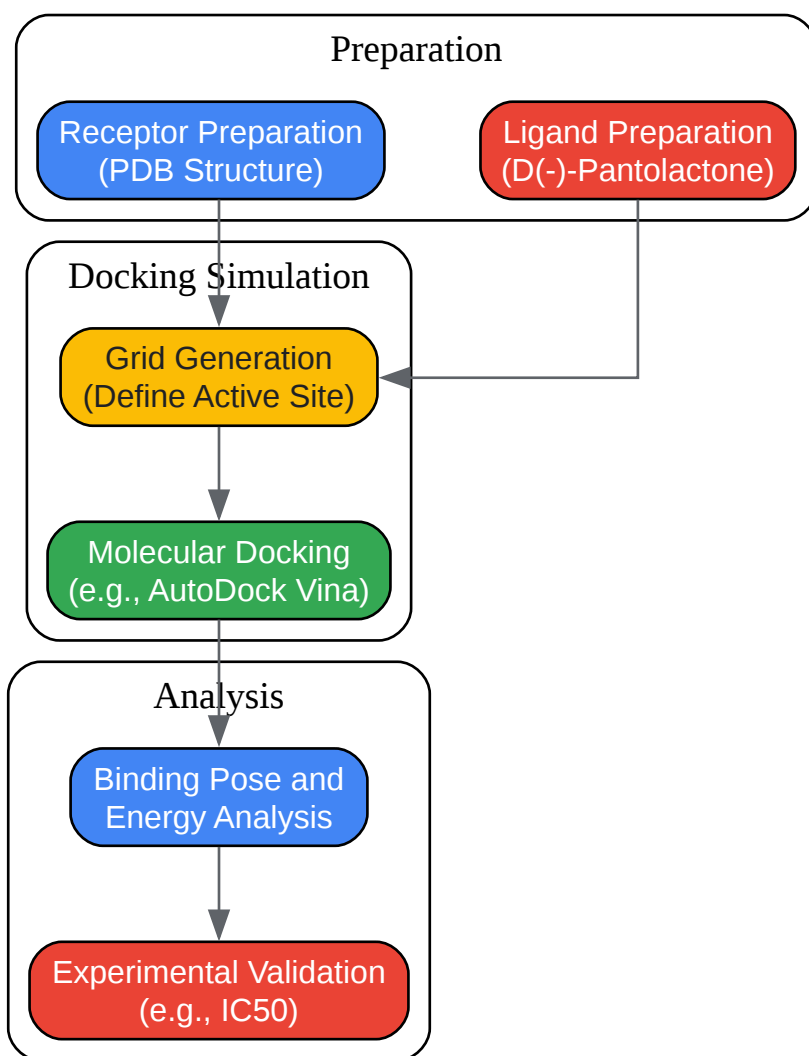 Preparation
Receptor Preparation
(PDB Structure)
Ligand Preparation
(D(-)-Pantolactone)
Docking Simulation
Grid Generation
(Define Active Site)
Molecular Docking
(e.g., AutoDock Vina)
Analysis
Binding Pose and
Energy Analysis
Experimental Validation
(e.g., IC50)